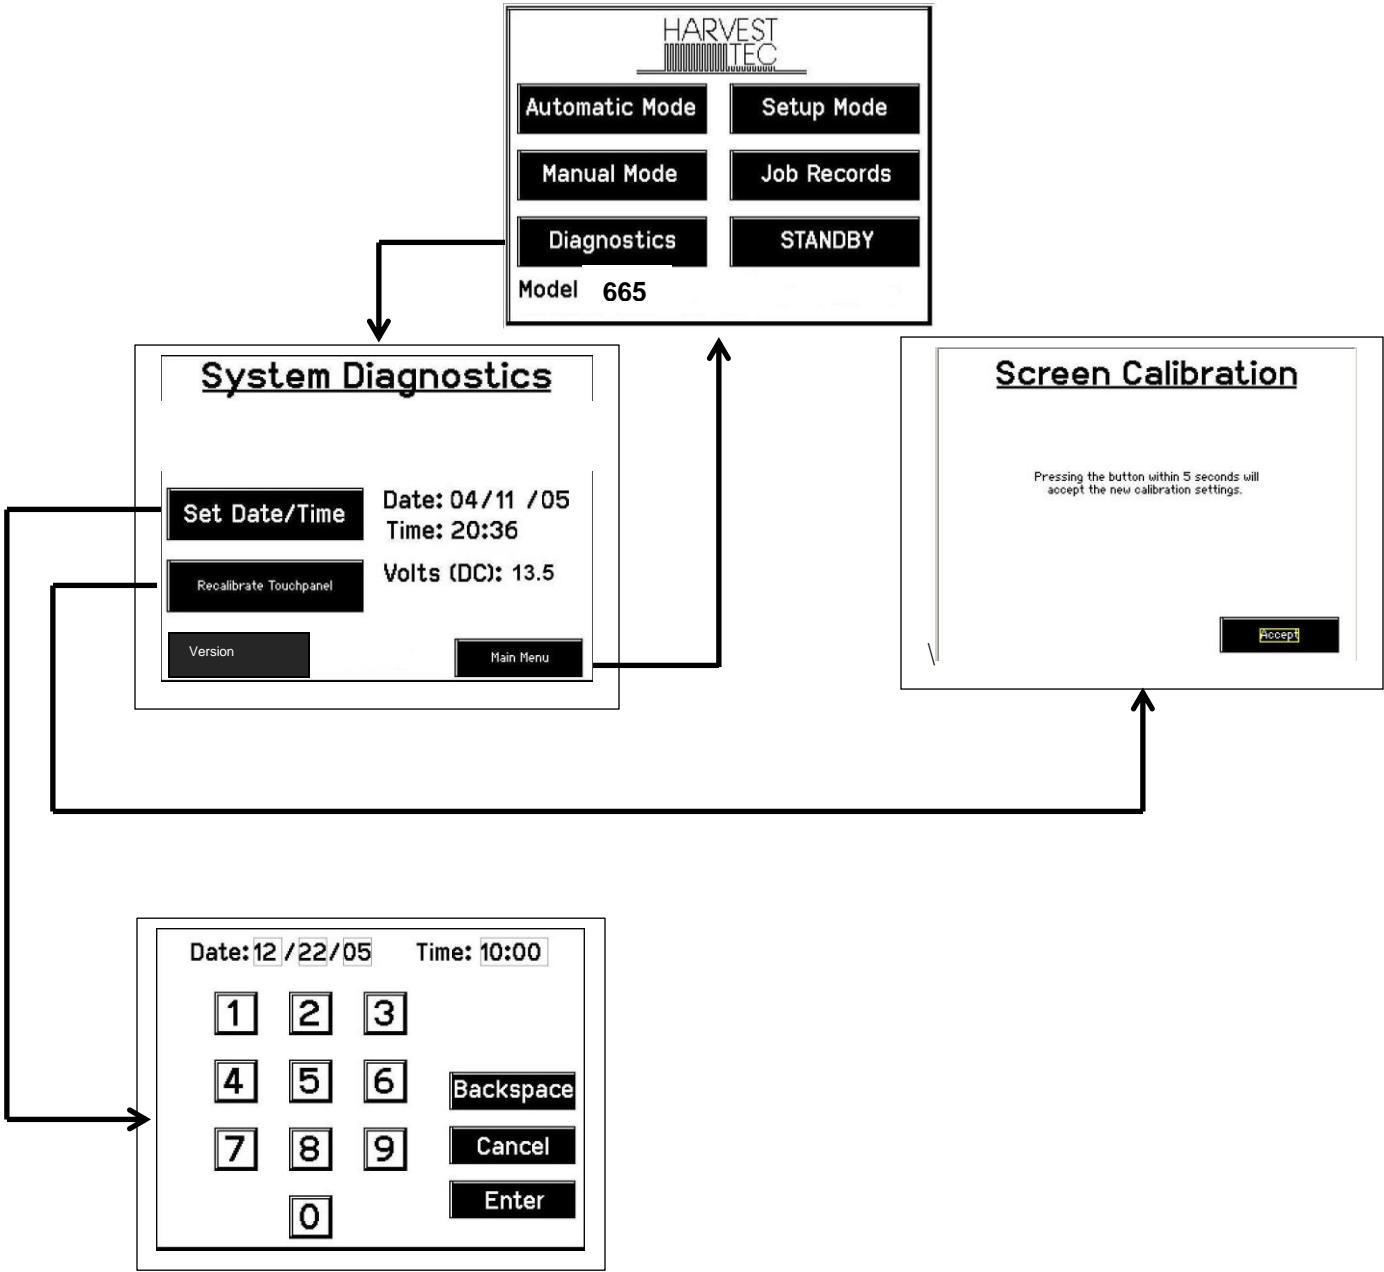 HARVEST
TEC
Automatic Mode
Setup Mode
Manual Mode
Job Records
Diagnostics
STANDBY
Model 665
System Diagnostics
Set Date/Time
Date: 04/11 /05
Time: 20:36
Recalibrate Touchpanel
Volts (DC): 13.5
Version
Main Menu
Screen Calibration
Pressing the button within 5 seconds will
accept the new calibration settings.
Accept
Date: 12 /22/05 Time: 10:00
1 2 3
4 5 6
Backspace
7 8 9
Cancel
Enter
0